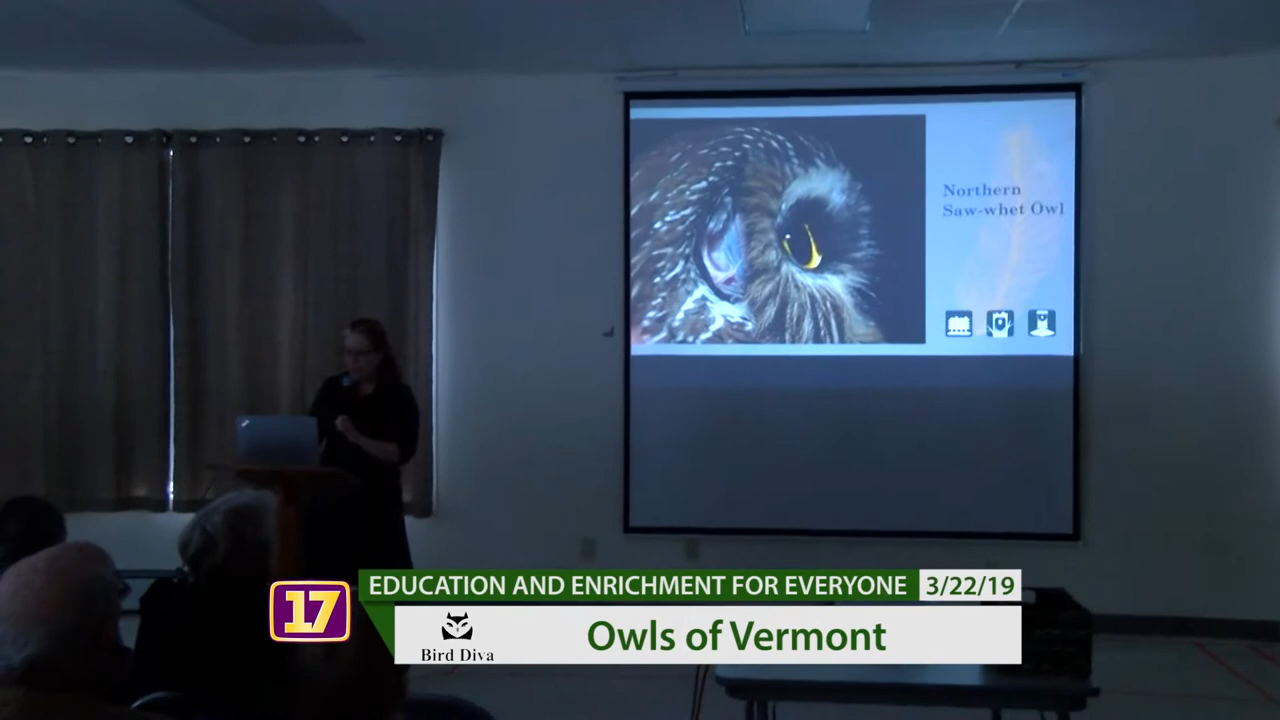 Northern
Saw-whet Owl
17
EDUCATION AND ENRICHMENT FOR EVERYONE 3/22/19
Bird Diva
Owls of Vermont